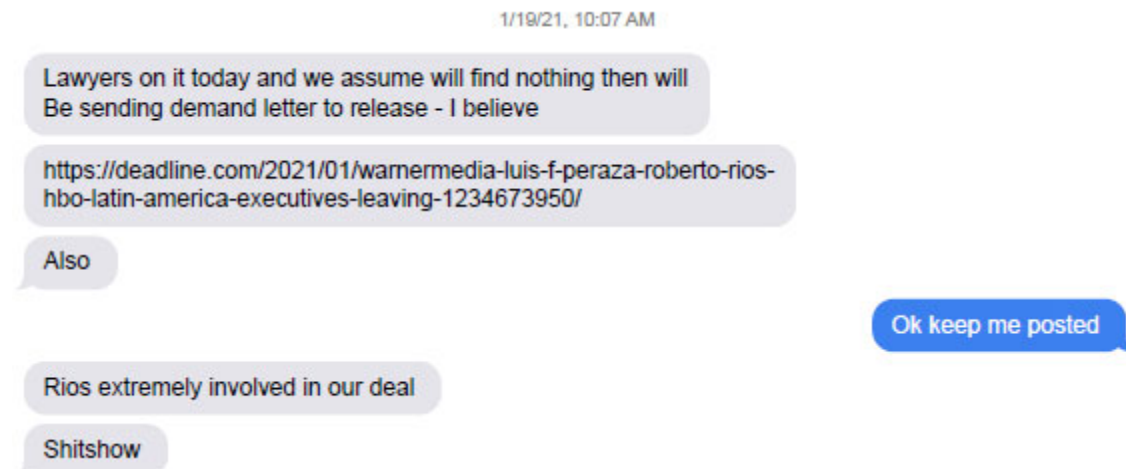 1/19/21, 10:07 AM
Lawyers on it today and we assume will find nothing then will
Be sending demand letter to release - I believe
https://deadline.com/2021/01/warnermedia-luis-f-peraza-roberto-rios-
hbo-latin-america-executives-leaving-1234673950/
Also
Ok keep me posted
Rios extremely involved in our deal
Shitshow